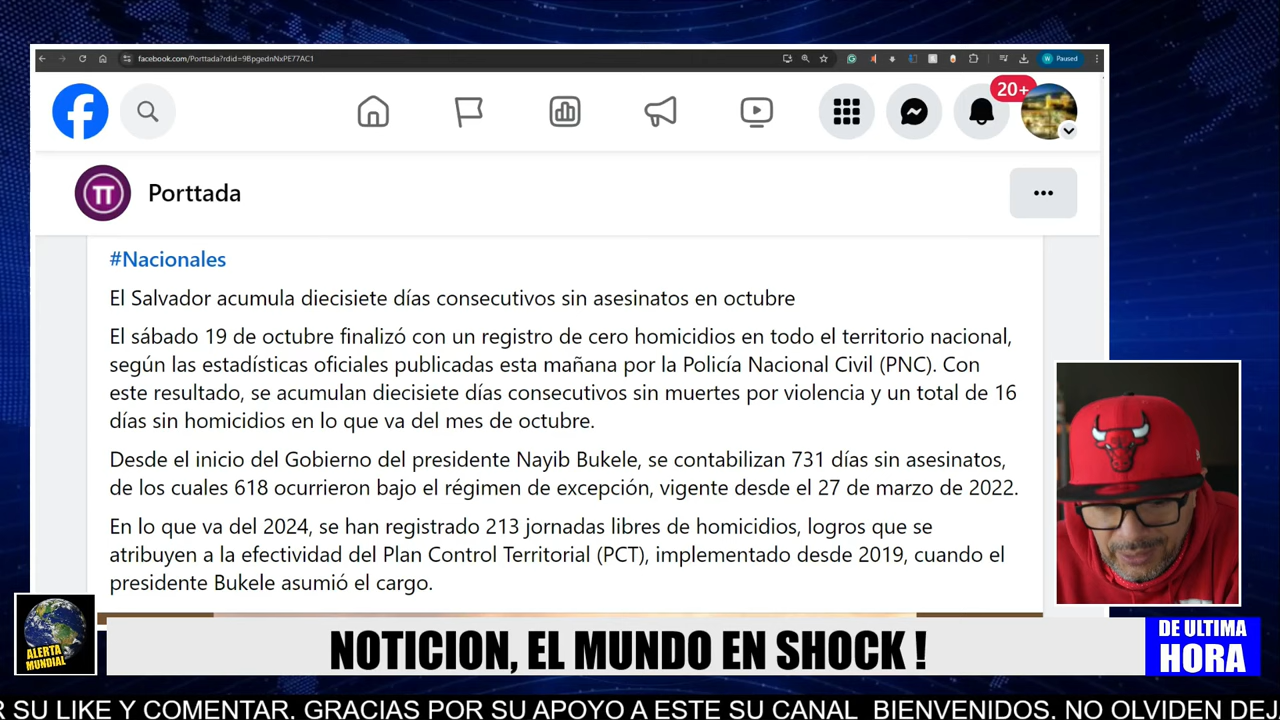 facebook.com/Porttada?rdid=9BpgednNxPE77AC1
W Paused
20+
Porttada
#Nacionales
El Salvador acumula diecisiete días consecutivos sin asesinatos en octubre
El sábado 19 de octubre finalizó con un registro de cero homicidios en todo el territorio nacional,
según las estadísticas oficiales publicadas esta mañana por la Policía Nacional Civil (PNC). Con
este resultado, se acumulan diecisiete días consecutivos sin muertes por violencia y un total de 16
días sin homicidios en lo que va del mes de octubre.
Desde el inicio del Gobierno del presidente Nayib Bukele, se contabilizan 731 días sin asesinatos,
de los cuales 618 ocurrieron bajo el régimen de excepción, vigente desde el 27 de marzo de 2022.
En lo que va del 2024, se han registrado 213 jornadas libres de homicidios, logros que se
atribuyen a la efectividad del Plan Control Territorial (PCT), implementado desde 2019, cuando el
presidente Bukele asumió el cargo.
ALERTA
MUNDIAL
NOTICION, EL MUNDO EN SHOCK !
DE ULTIMA
HORA
R SU LIKE Y COMENTAR. GRACIAS POR SU APOYO A ESTE SU CANAL BIENVENIDOS. NO OLVIDEN DEJ